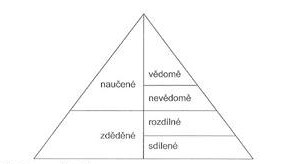 vědomě
naučené
nevědomě
rozdílné
zděděné
sdílené